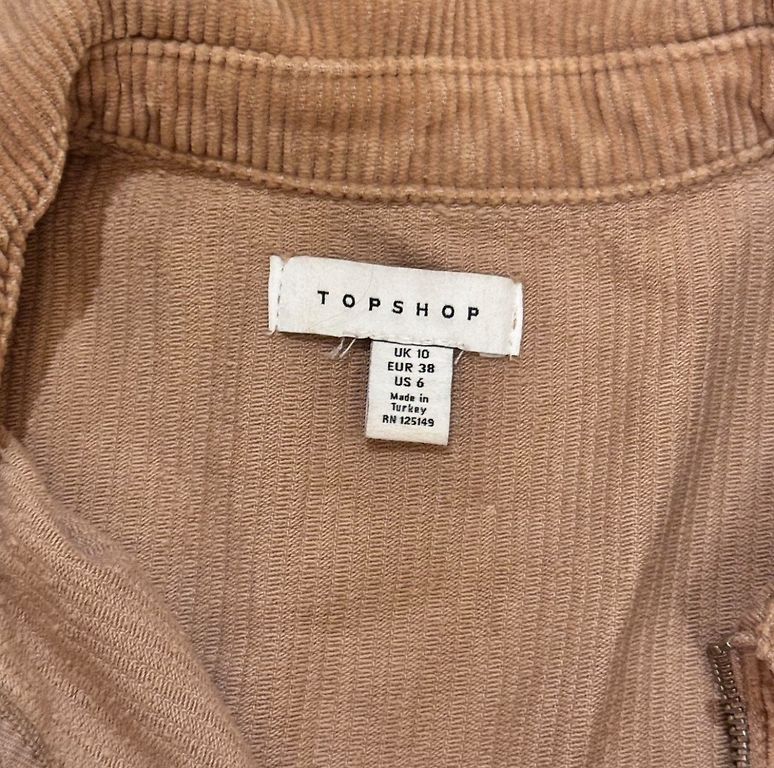 TOPSHOP
UK 10
EUR 38
US 6
Made in
Turkey
RN 125149